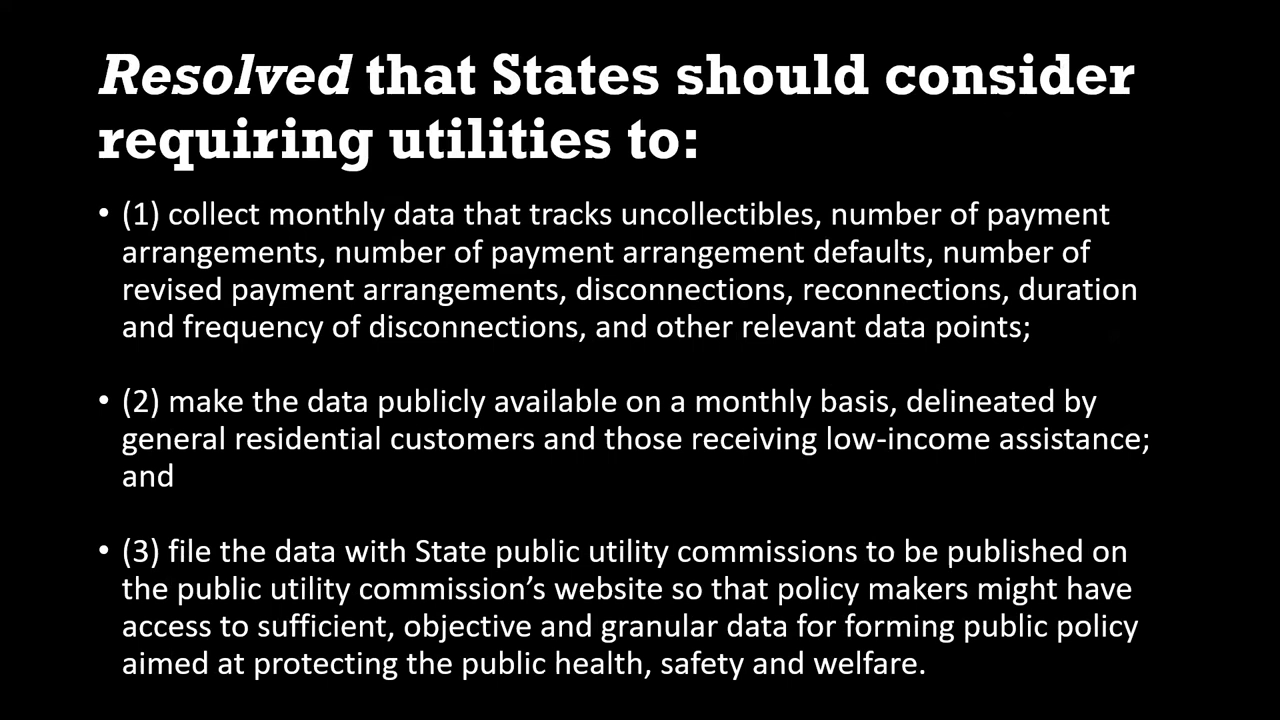 Resolved that States should consider
requiring utilities to:
• (1) collect monthly data that tracks uncollectibles, number of payment
arrangements, number of payment arrangement defaults, number of
revised payment arrangements, disconnections, reconnections, duration
and frequency of disconnections, and other relevant data points;
• (2) make the data publicly available on a monthly basis, delineated by
general residential customers and those receiving low-income assistance;
and
• (3) file the data with State public utility commissions to be published on
the public utility commission’s website so that policy makers might have
access to sufficient, objective and granular data for forming public policy
aimed at protecting the public health, safety and welfare.